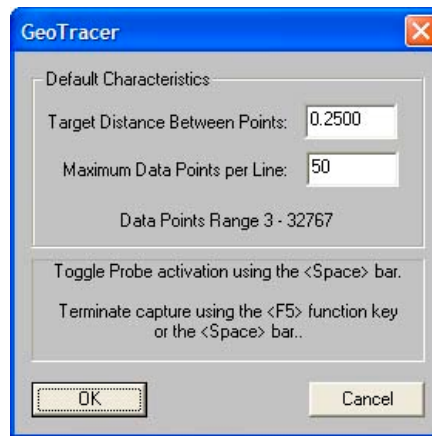 GeoTracer
Default Characteristics
Target Distance Between Points: 0.2500
Maximum Data Points per Line: 50
Data Points Range 3 - 32767
Toggle Probe activation using the <Space> bar.
Terminate capture using the <F5> function key
or the <Space> bar..
OK Cancel